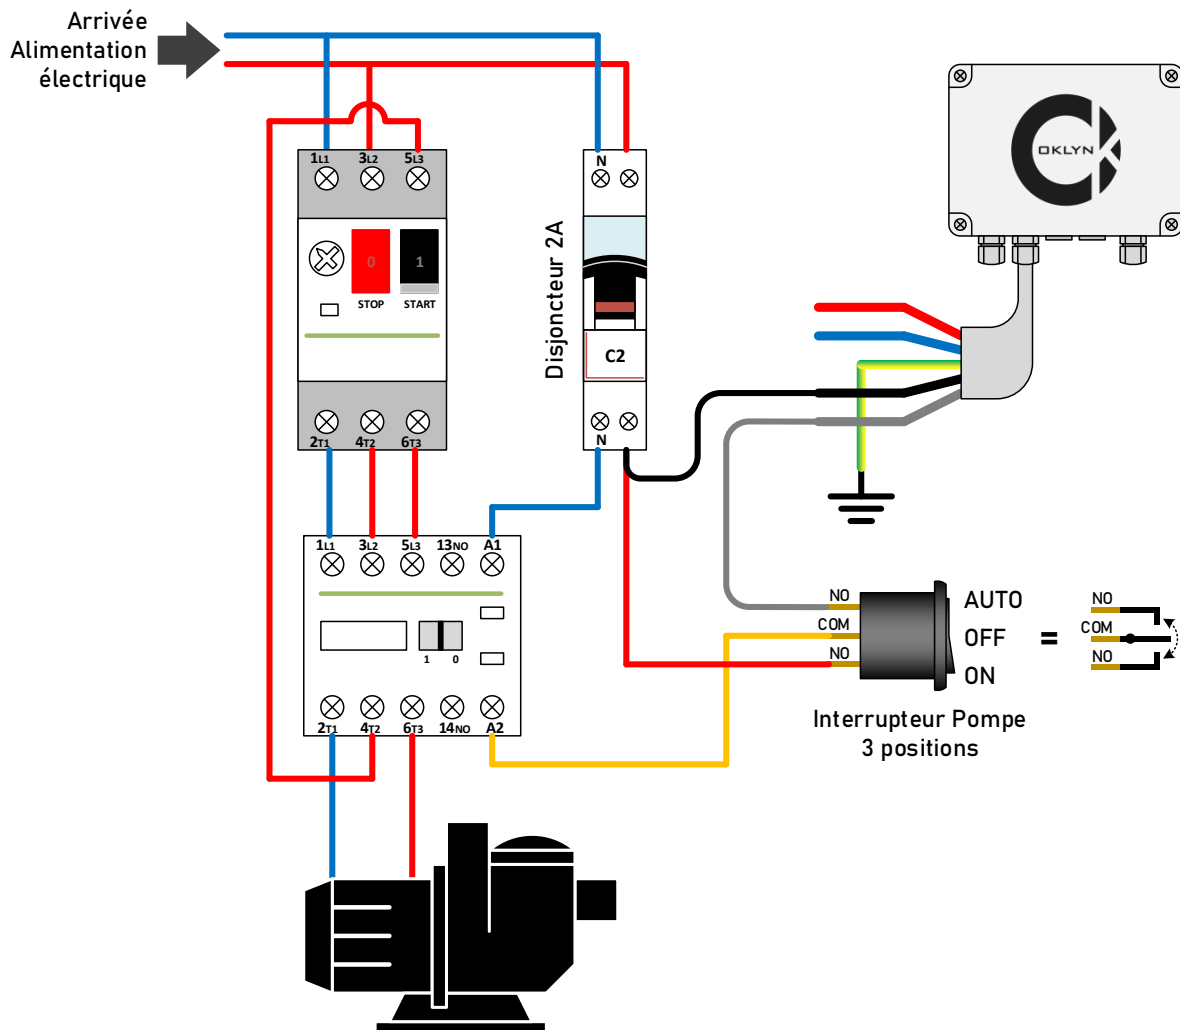 Arrivée
Alimentation
électrique
1L1 3L2 5L3
0 1
STOP START
2T1 4T2 6T3
N
Disjoncteur 2A
C2
N
OKLYN
1L1 3L2 5L3 13NO A1
1 0
2T1 4T2 6T3 14NO A2
NO
COM
NO
AUTO
OFF
ON
=
NO
COM
NO
Interrupteur Pompe
3 positions